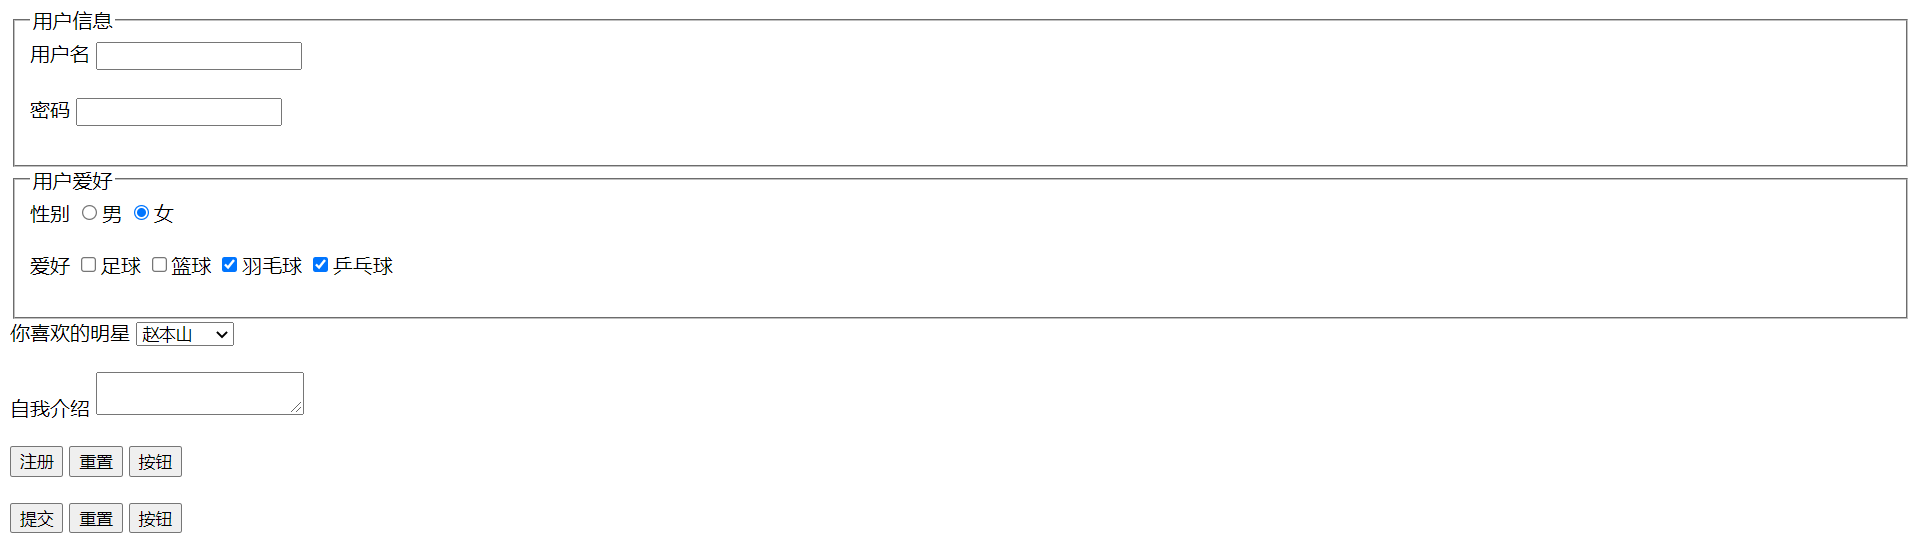 用户信息
用户名
密码
用户爱好
性别 男 女
爱好 足球 篮球 羽毛球 乒乓球
你喜欢的明星 赵本山
自我介绍
注册 重置 按钮
提交 重置 按钮